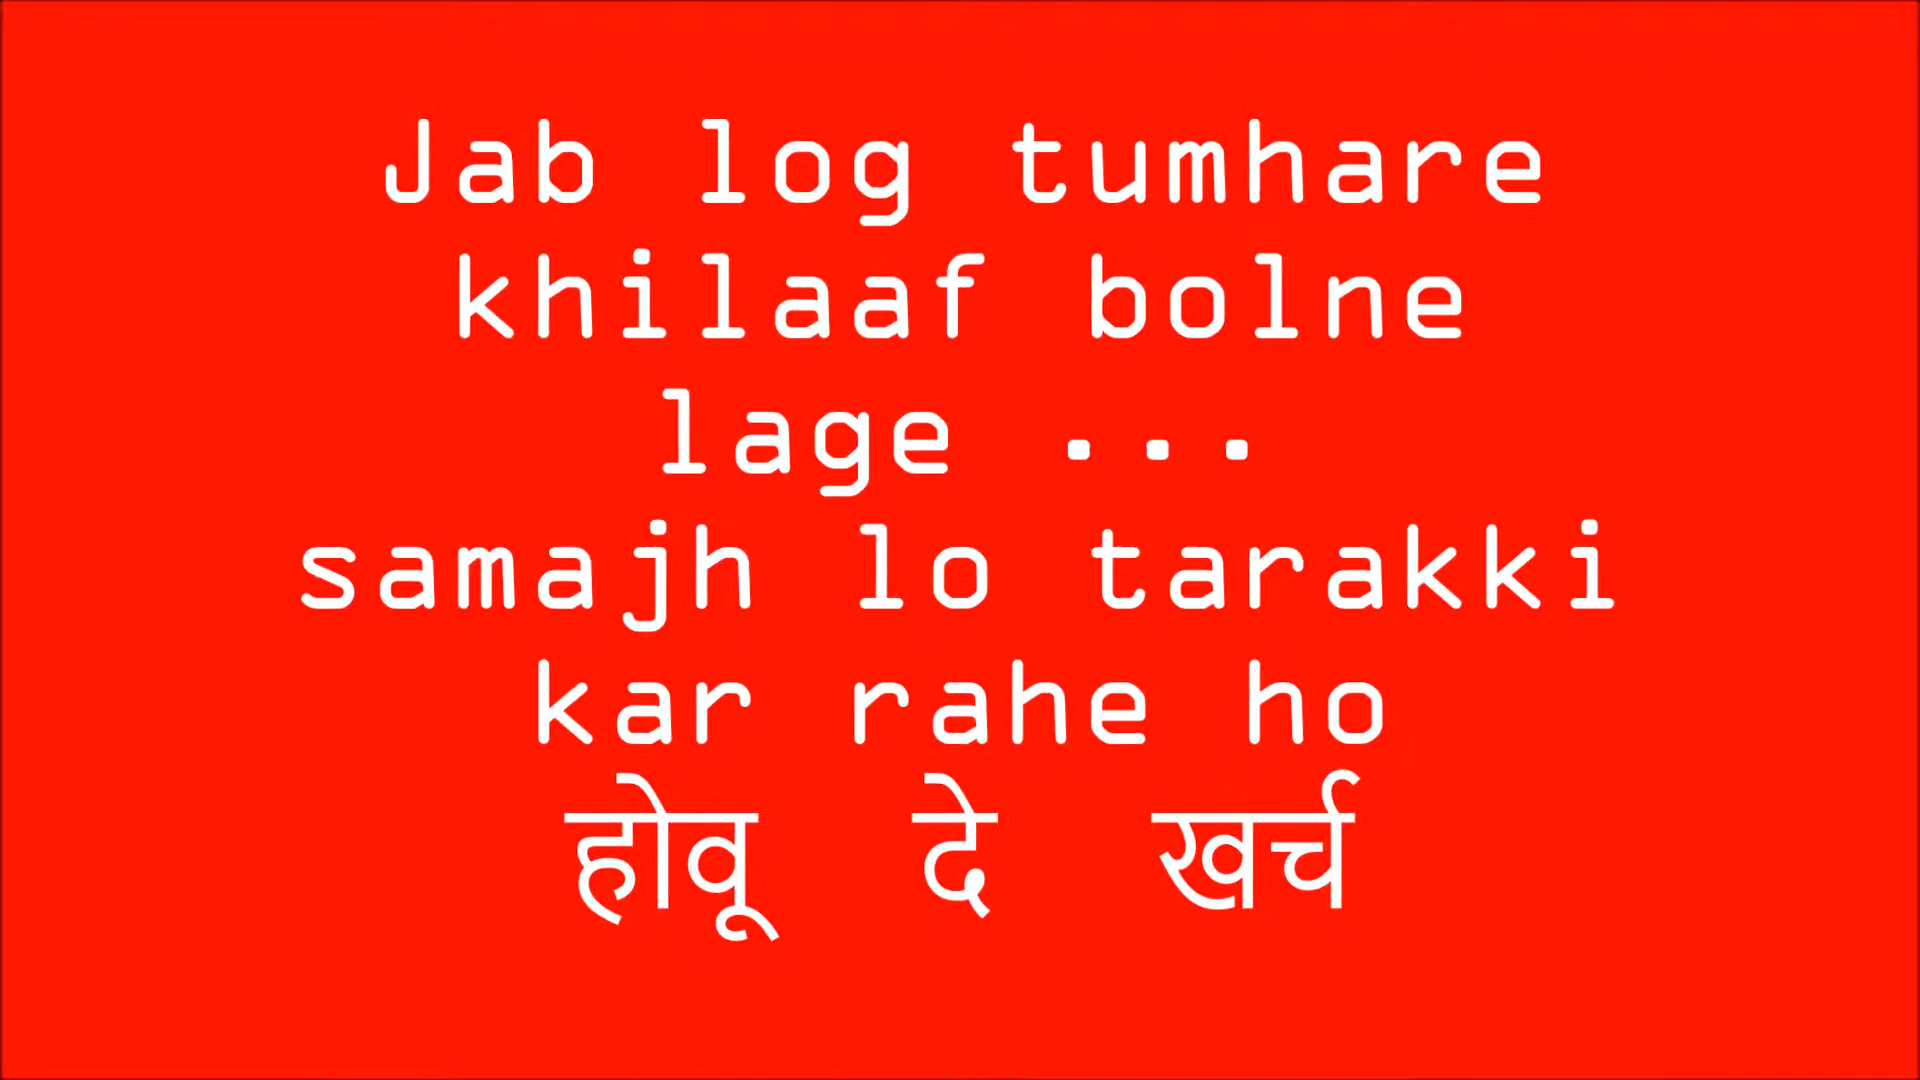 Jab log tumhare
khilaaf bolne
lage ...
samajh lo tarakki
kar rahe ho
होवू दे खर्च